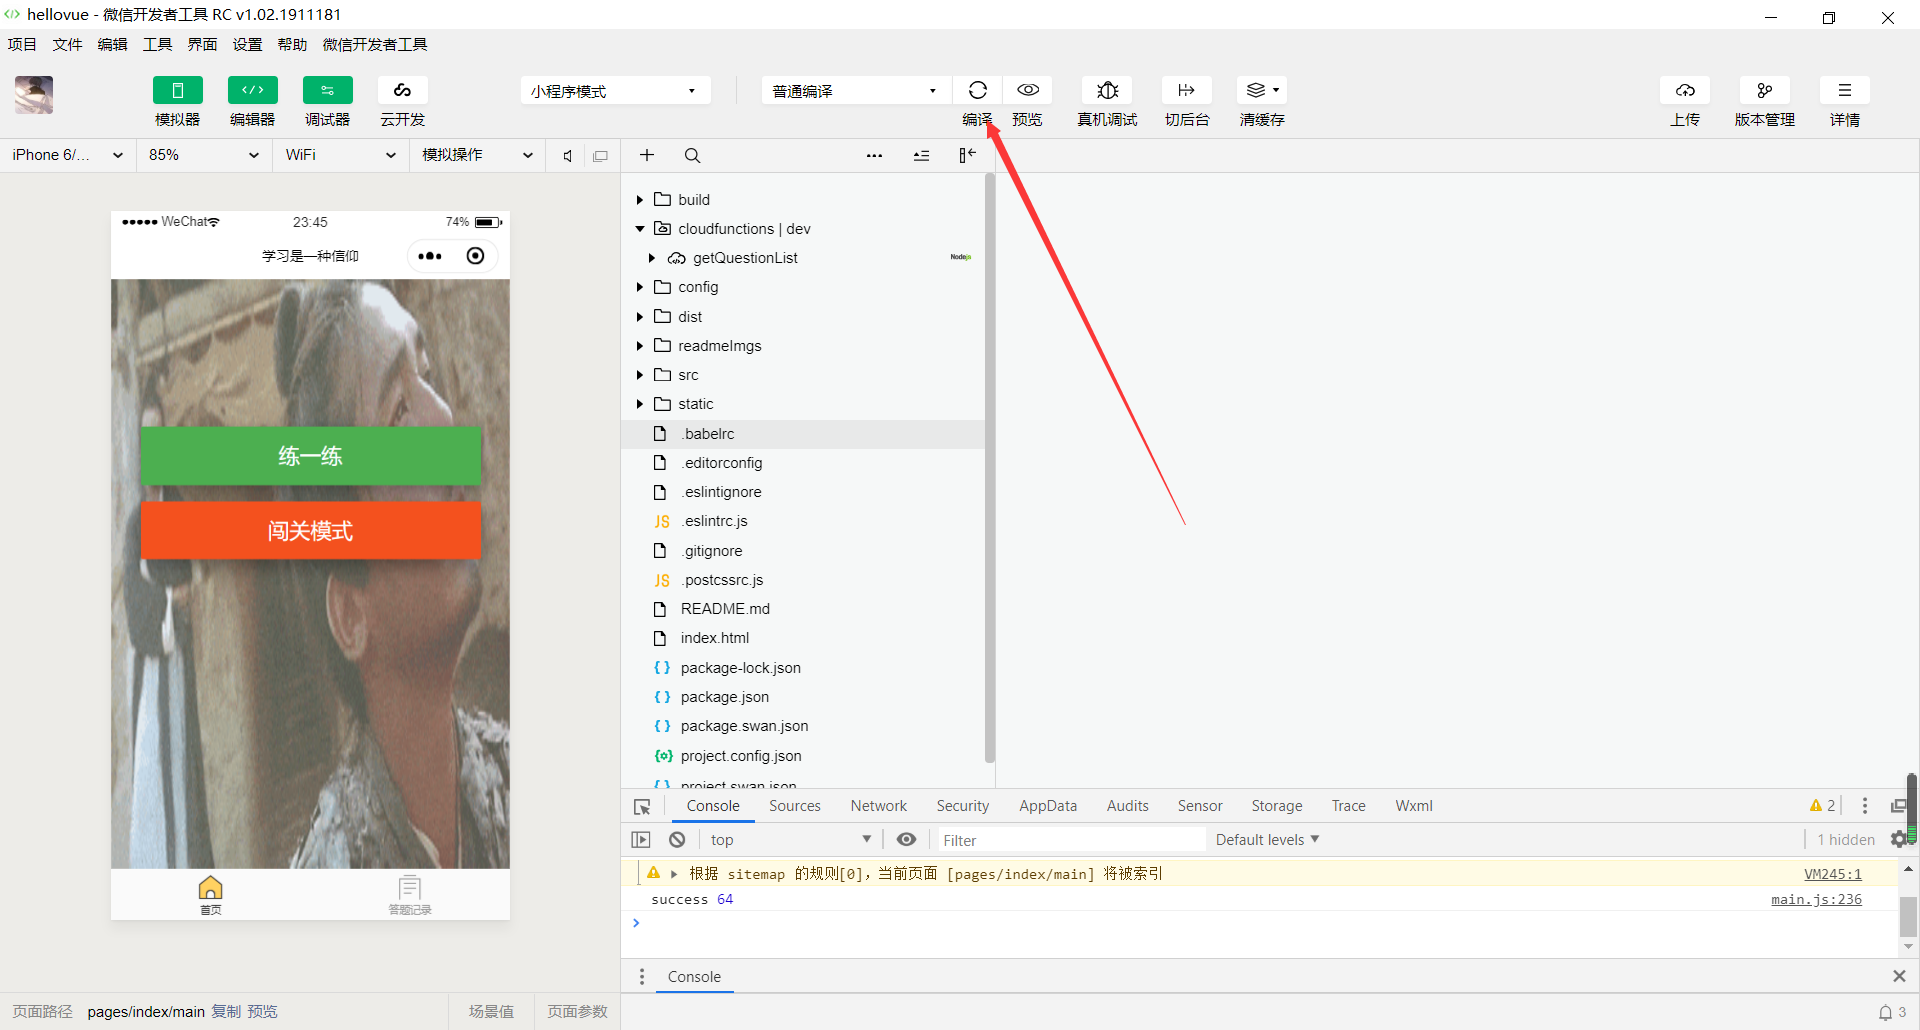 hellovue - 微信开发者工具 RC v1.02.1911181
项目 文件 编辑 工具 界面 设置 帮助 微信开发者工具
小程序模式 普通编译
模拟器 编辑器 调试器 云开发 编译 预览 真机调试 切后台 清缓存 上传 版本管理 详情
iPhone 6/... 85% WiFi 模拟操作
WeChat 23:45 74%
学习是一种信仰
练一练
闯关模式
首页 答题记录
build
cloudfunctions | dev
getQuestionList Nodejs
config
dist
readmeImgs
src
static
.babelrc
.editorconfig
.eslintignore
JS .eslintrc.js
.gitignore
JS .postcssrc.js
README.md
index.html
{ } package-lock.json
{ } package.json
{ } package.swan.json
project.config.json
{ } project.swan.json
Console Sources Network Security AppData Audits Sensor Storage Trace Wxml 2
top Filter Default levels 1 hidden
根据 sitemap 的规则[0]，当前页面 [pages/index/main] 将被索引 VM245:1
success 64 main.js:236
Console
页面路径 pages/index/main 复制 预览 场景值 页面参数 3